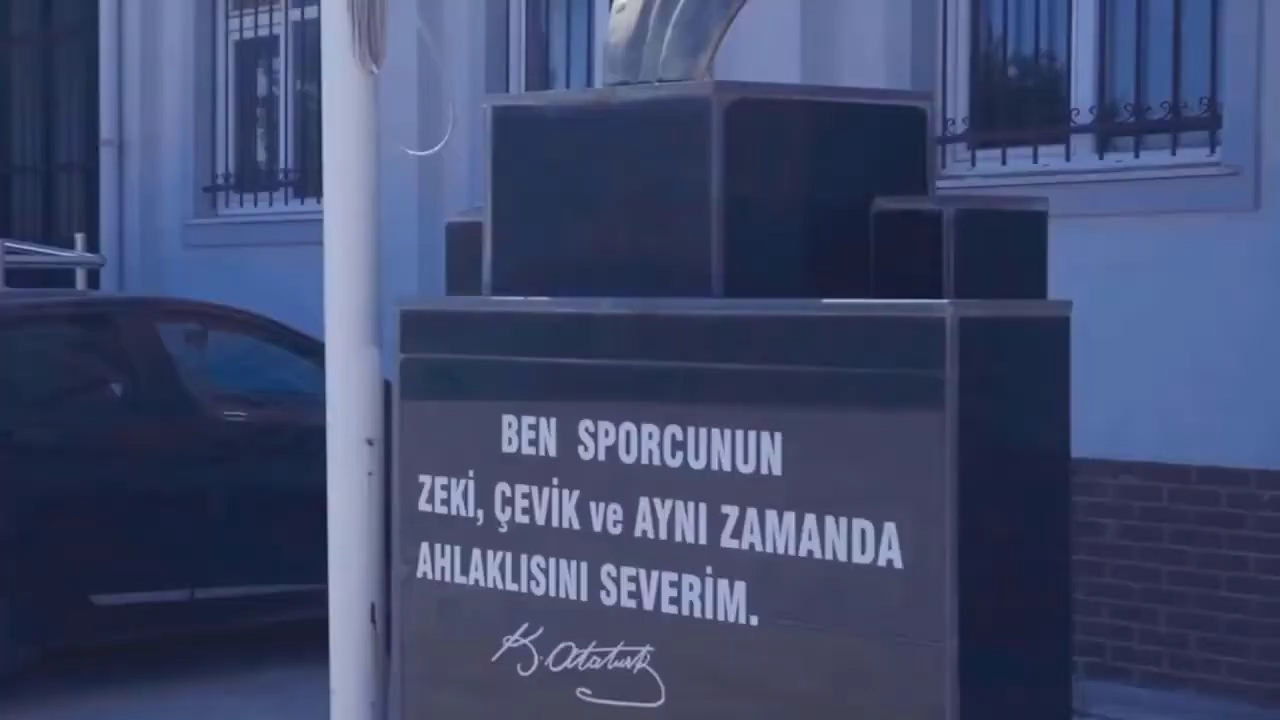 BEN SPORCUNUN
ZEKİ, ÇEVİK ve AYNI ZAMANDA
AHLAKLISINI SEVERİM.
K. Atatürk